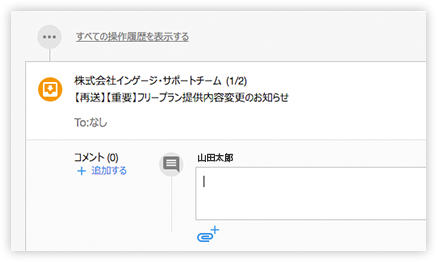 すべての操作履歴を表示する
株式会社インゲージ・サポートチーム (1/2)
【再送】【重要】フリープラン提供内容変更のお知らせ
To:なし
コメント (0)
山田太郎
+ 追加する